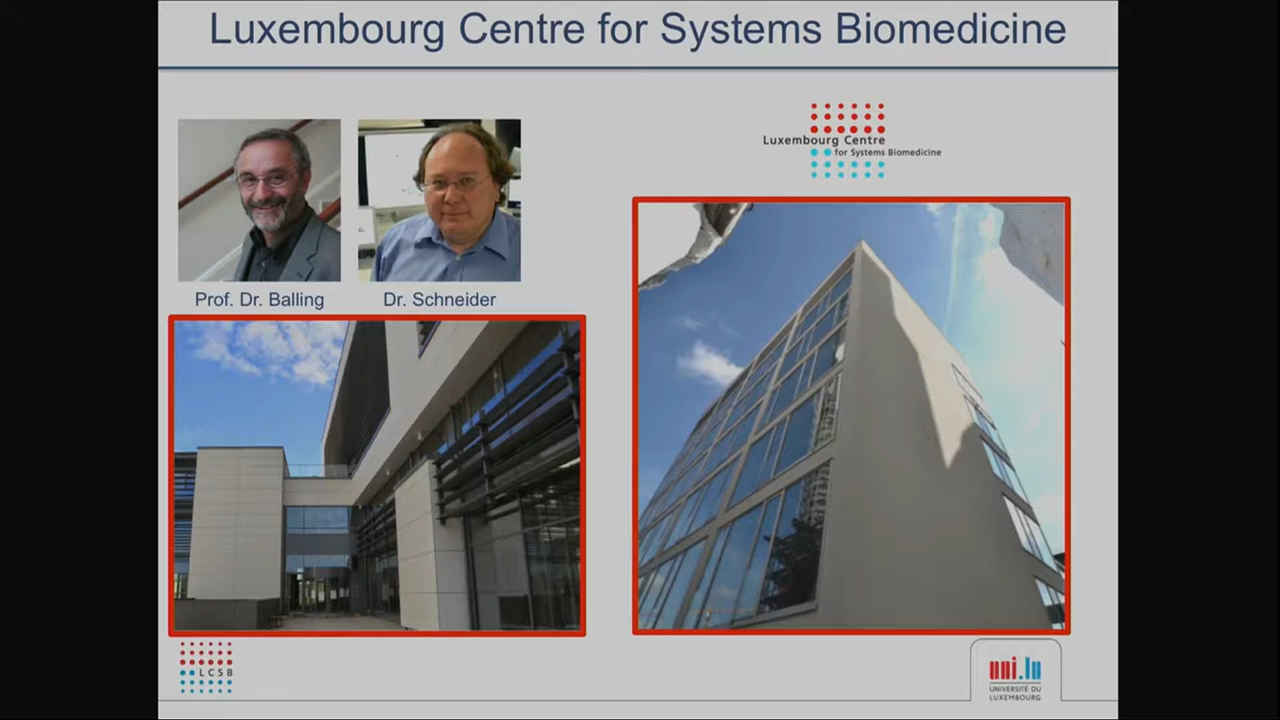 Luxembourg Centre for Systems Biomedicine
Luxembourg Centre
for Systems Biomedicine
Prof. Dr. Balling
Dr. Schneider
LCSB
uni.lu
UNIVERSITÉ DU
LUXEMBOURG